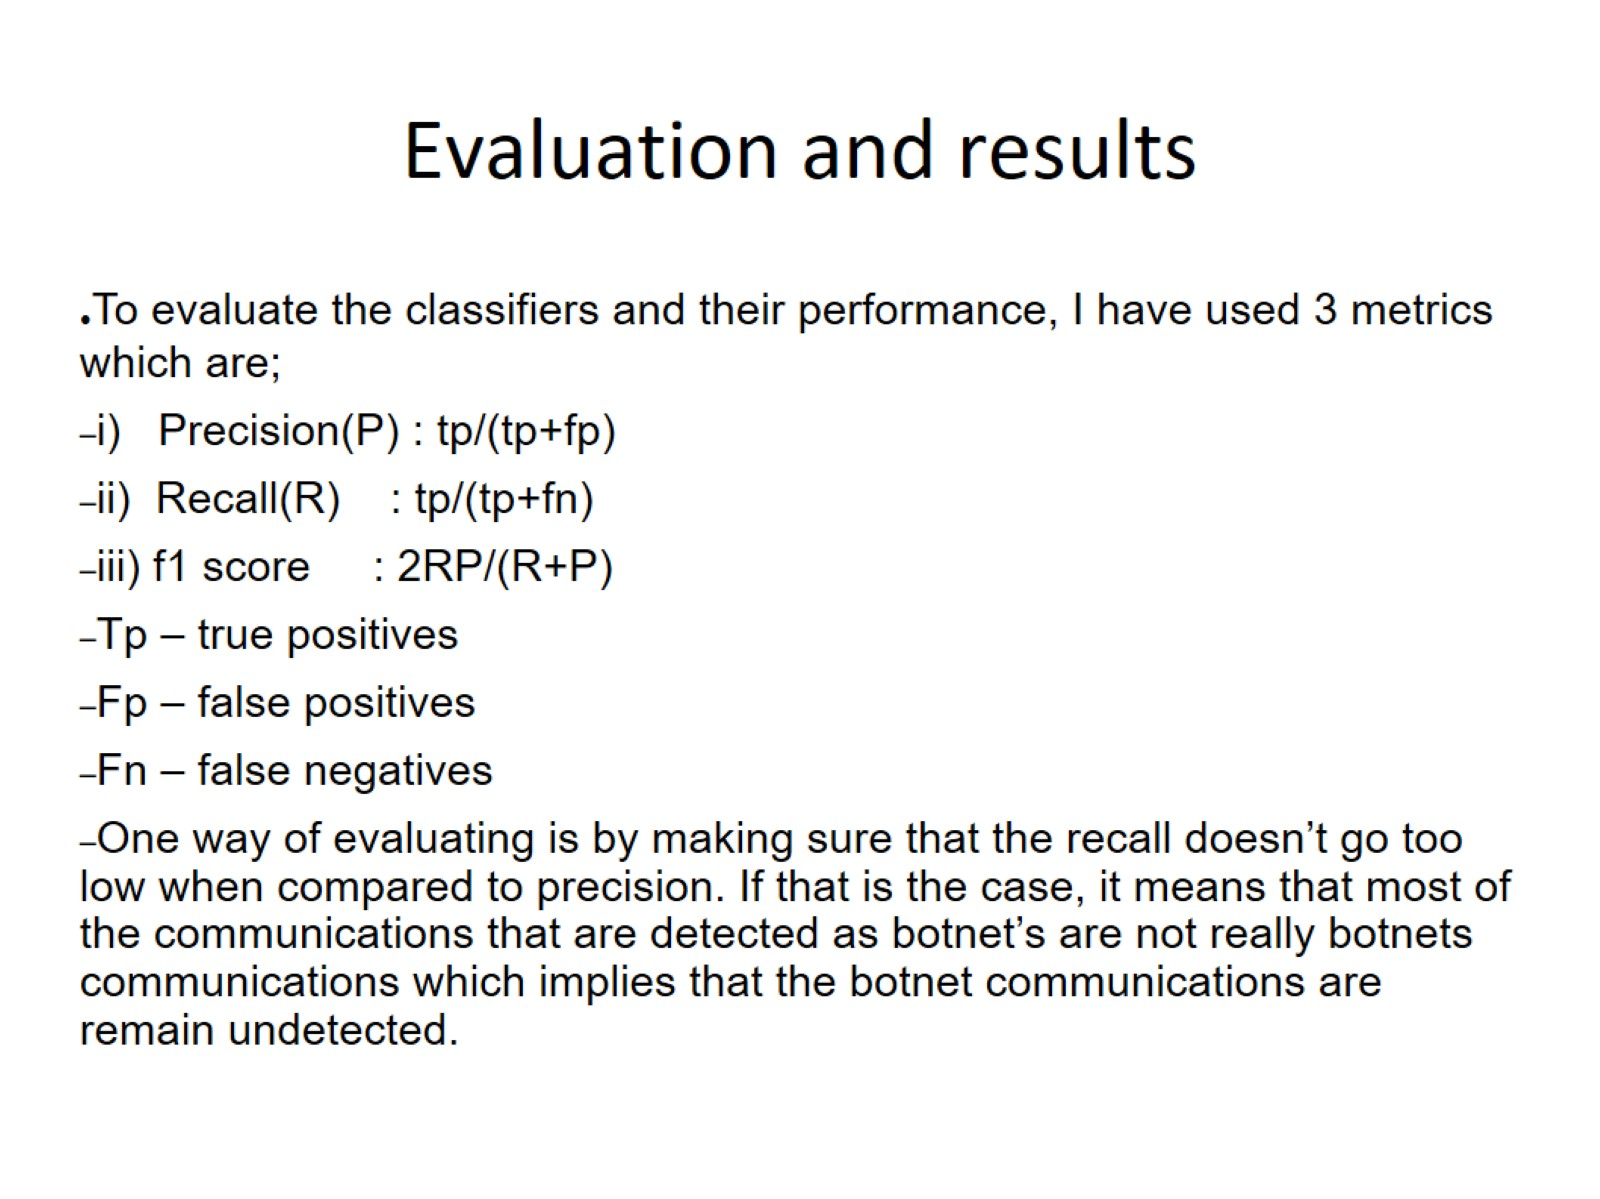 Evaluation and results
●To evaluate the classifiers and their performance, I have used 3 metrics
which are;
–i) Precision(P) : tp/(tp+fp)
–ii) Recall(R) : tp/(tp+fn)
–iii) f1 score : 2RP/(R+P)
–Tp – true positives
–Fp – false positives
–Fn – false negatives
–One way of evaluating is by making sure that the recall doesn’t go too
low when compared to precision. If that is the case, it means that most of
the communications that are detected as botnet’s are not really botnets
communications which implies that the botnet communications are
remain undetected.